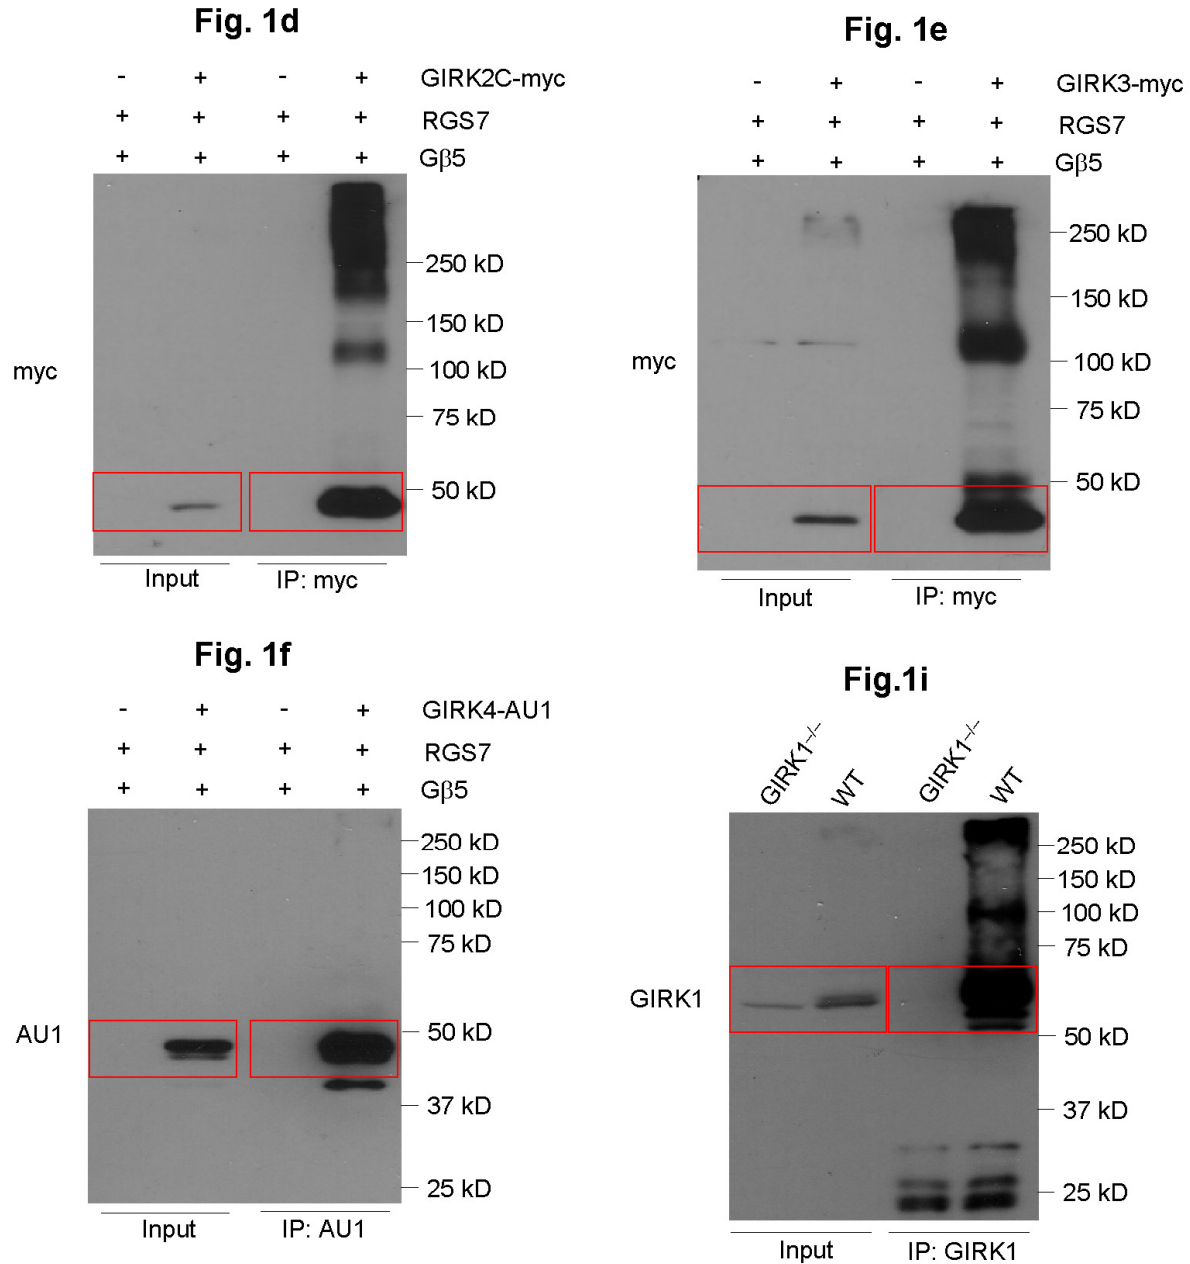 Fig. 1d
- + - + GIRK2C-myc
+ + + + RGS7
+ + + + Gβ5
myc
250 kD
150 kD
100 kD
75 kD
50 kD
Input IP: myc
Fig. 1e
- + - + GIRK3-myc
+ + + + RGS7
+ + + + Gβ5
myc
250 kD
150 kD
100 kD
75 kD
50 kD
Input IP: myc
Fig. 1f
- + - + GIRK4-AU1
+ + + + RGS7
+ + + + Gβ5
AU1
250 kD
150 kD
100 kD
75 kD
50 kD
37 kD
25 kD
Input IP: AU1
Fig.1i
GIRK1–/– WT GIRK1–/– WT
GIRK1
250 kD
150 kD
100 kD
75 kD
50 kD
37 kD
25 kD
Input IP: GIRK1